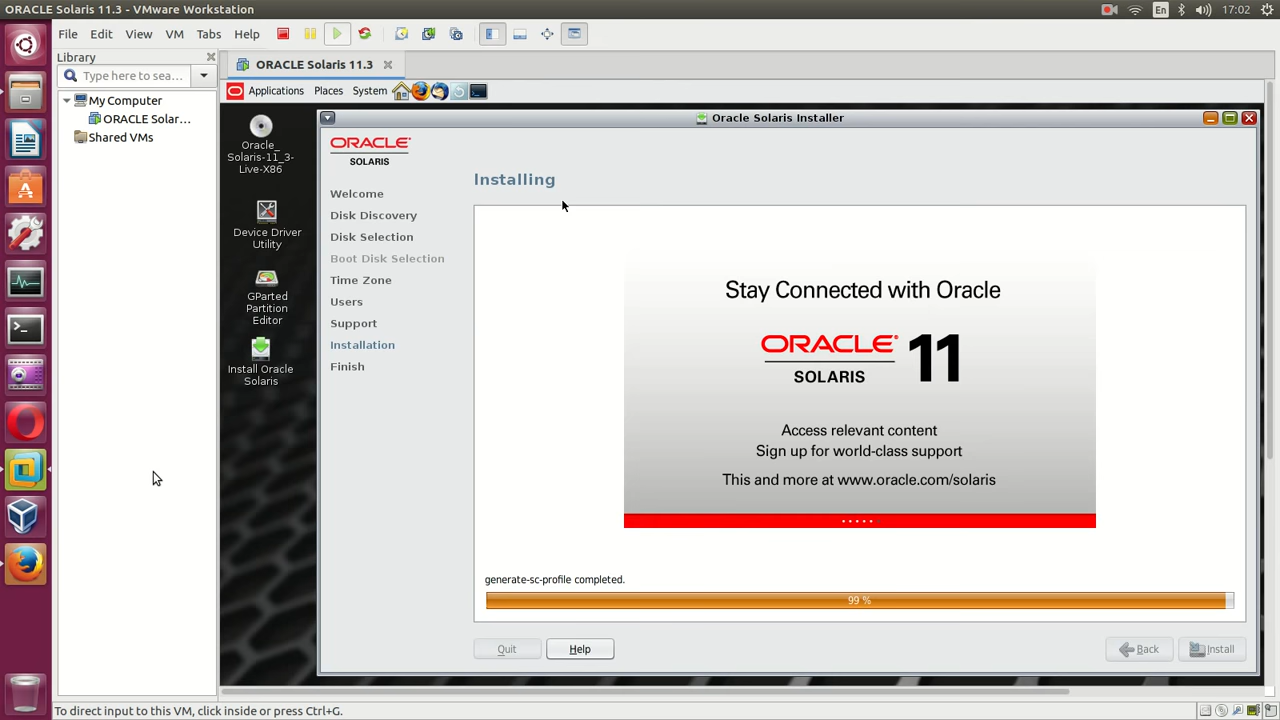 ORACLE Solaris 11.3 - VMware Workstation
En
17:02
File Edit View VM Tabs Help
Library
Type here to sea...
My Computer
ORACLE Solar...
Shared VMs
ORACLE Solaris 11.3
Applications Places System
Oracle_
Solaris-11_3-
Live-X86
Device Driver
Utility
GParted
Partition
Editor
Install Oracle
Solaris
Oracle Solaris Installer
ORACLE
SOLARIS
Welcome
Disk Discovery
Disk Selection
Boot Disk Selection
Time Zone
Users
Support
Installation
Finish
Installing
Stay Connected with Oracle
ORACLE 11
SOLARIS
Access relevant content
Sign up for world-class support
This and more at www.oracle.com/solaris
generate-sc-profile completed.
99 %
Quit
Help
Back
Install
To direct input to this VM, click inside or press Ctrl+G.